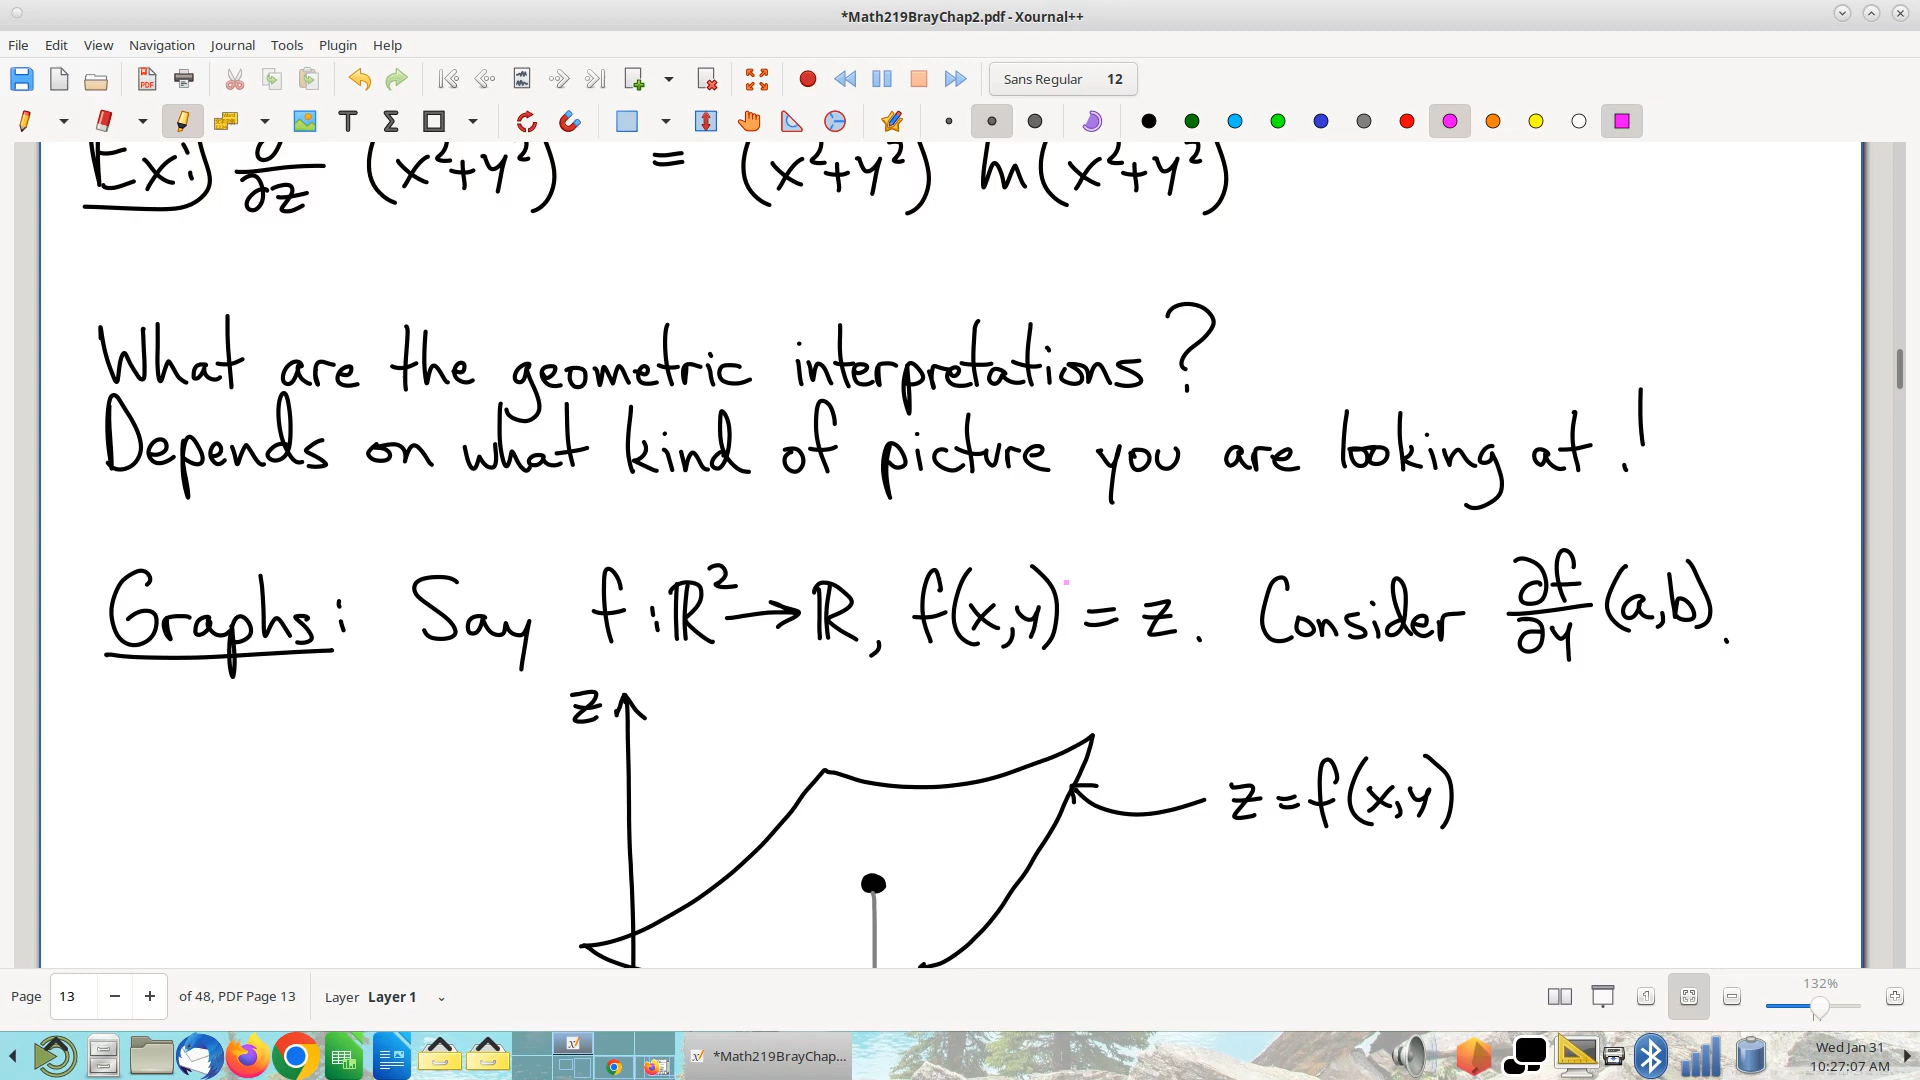 *Math219BrayChap2.pdf - Xournal++
File Edit View Navigation Journal Tools Plugin Help
Sans Regular 12
Ex:) ∂/∂z (x²+y²) = (x²+y²) ln(x²+y²)
What are the geometric interpretations?
Depends on what kind of picture you are looking at!
Graphs: Say f:ℝ²→ℝ, f(x,y) = z. Consider ∂f/∂y (a,b).
z
z=f(x,y)
Page 13 − + of 48, PDF Page 13 Layer Layer 1 132%
*Math219BrayChap...
Wed Jan 31
10:27:07 AM